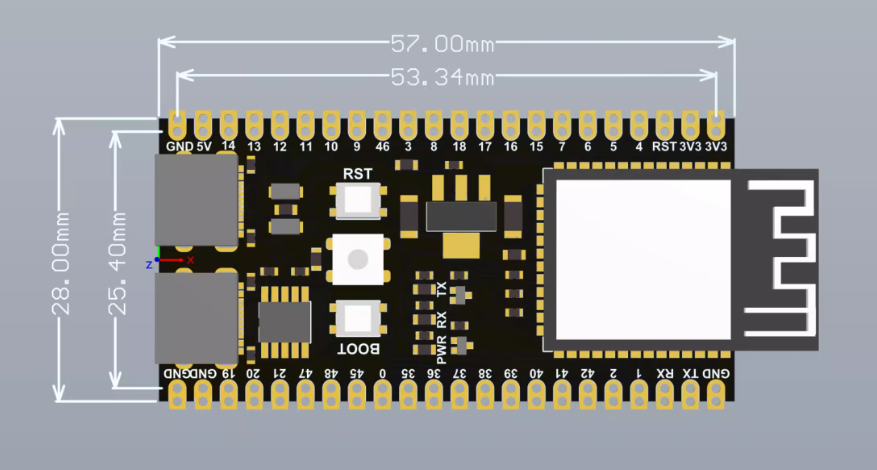 57.00mm
53.34mm
GND 5V 14 13 12 11 10 9 46 3 8 18 17 16 15 7 6 5 4 RST 3V3 3V3
RST
28.00mm
25.40mm
Z X
TX
RX
PWR
BOOT
GND GND 19 20 21 47 48 45 0 35 36 37 38 39 40 41 42 2 1 RX TX GND